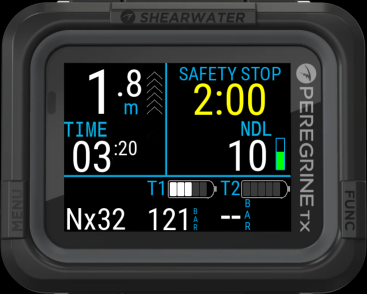 SHEARWATER
1.8 m
SAFETY STOP
2:00
TIME
03:20
NDL
10
T1
T2
Nx32
121 BAR
-- BAR
MENU
FUNC
PEREGRINE TX